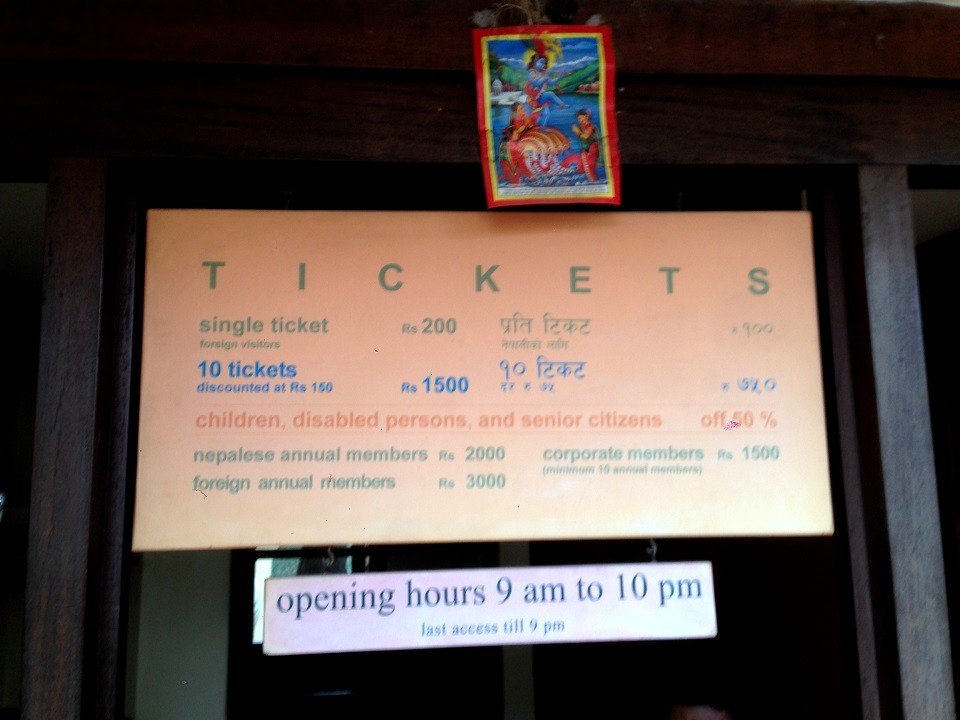 TICKETS
single ticket Rs 200 प्रति टिकट रु १००
foreign visitors नेपालीको लागि
10 tickets १० टिकट
discounted at Rs 150 Rs 1500 दर रु ७५ रु ७५०
children, disabled persons, and senior citizens off 50 %
nepalese annual members Rs 2000 corporate members Rs 1500
(minimum 10 annual members)
foreign annual members Rs 3000
opening hours 9 am to 10 pm
last access till 9 pm